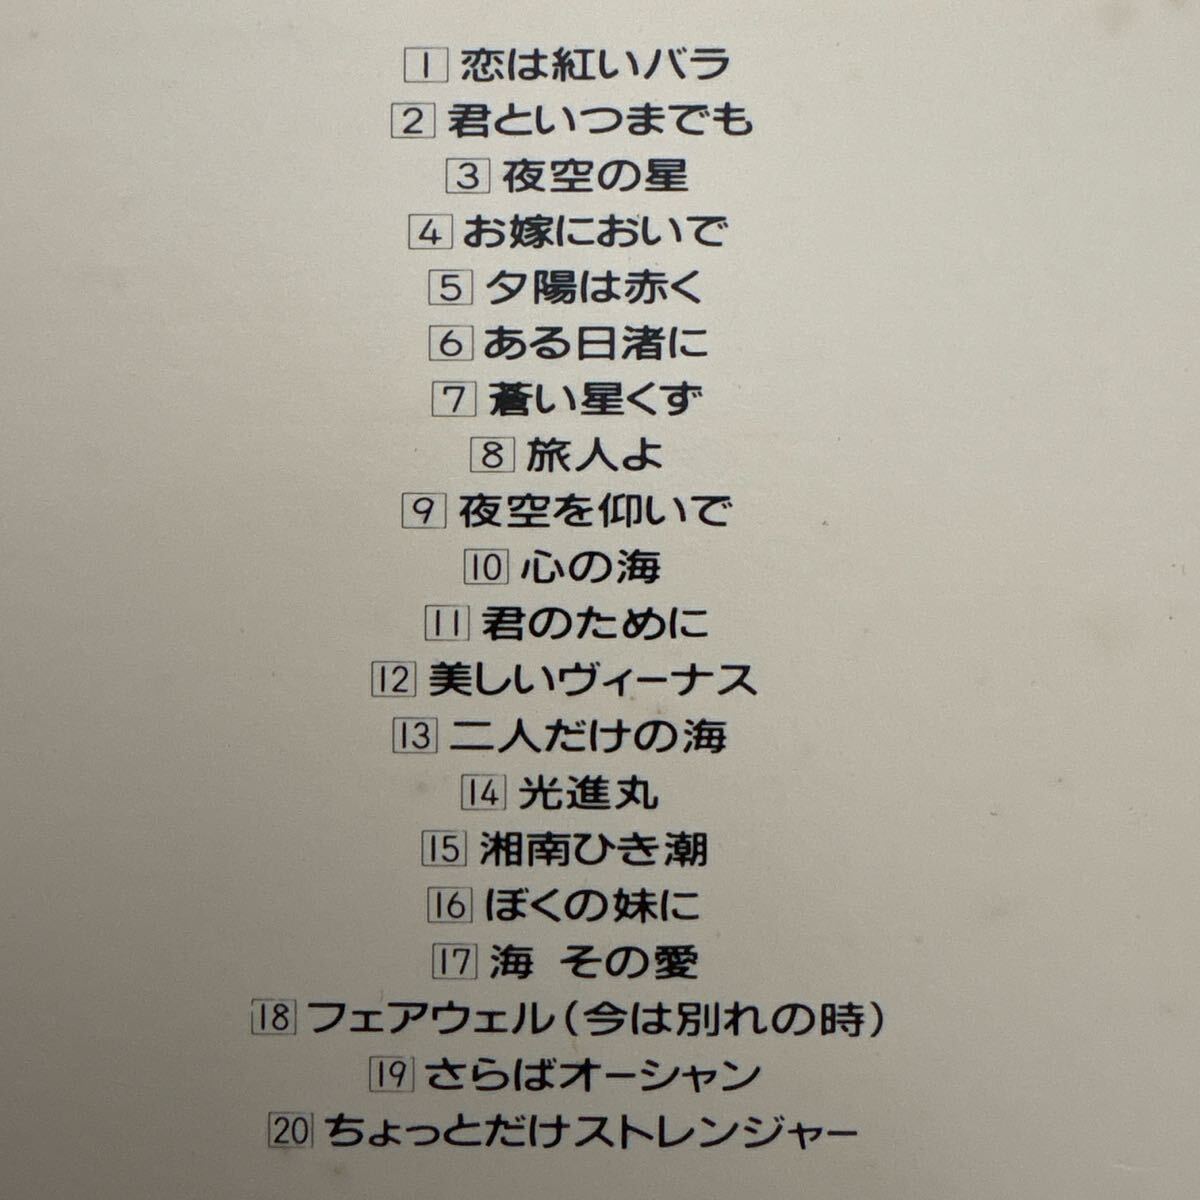 1 恋は紅いバラ
2 君といつまでも
3 夜空の星
4 お嫁においで
5 夕陽は赤く
6 ある日渚に
7 蒼い星くず
8 旅人よ
9 夜空を仰いで
10 心の海
11 君のために
12 美しいヴィーナス
13 二人だけの海
14 光進丸
15 湘南ひき潮
16 ぼくの妹に
17 海 その愛
18 フェアウェル(今は別れの時)
19 さらばオーシャン
20 ちょっとだけストレンジャー